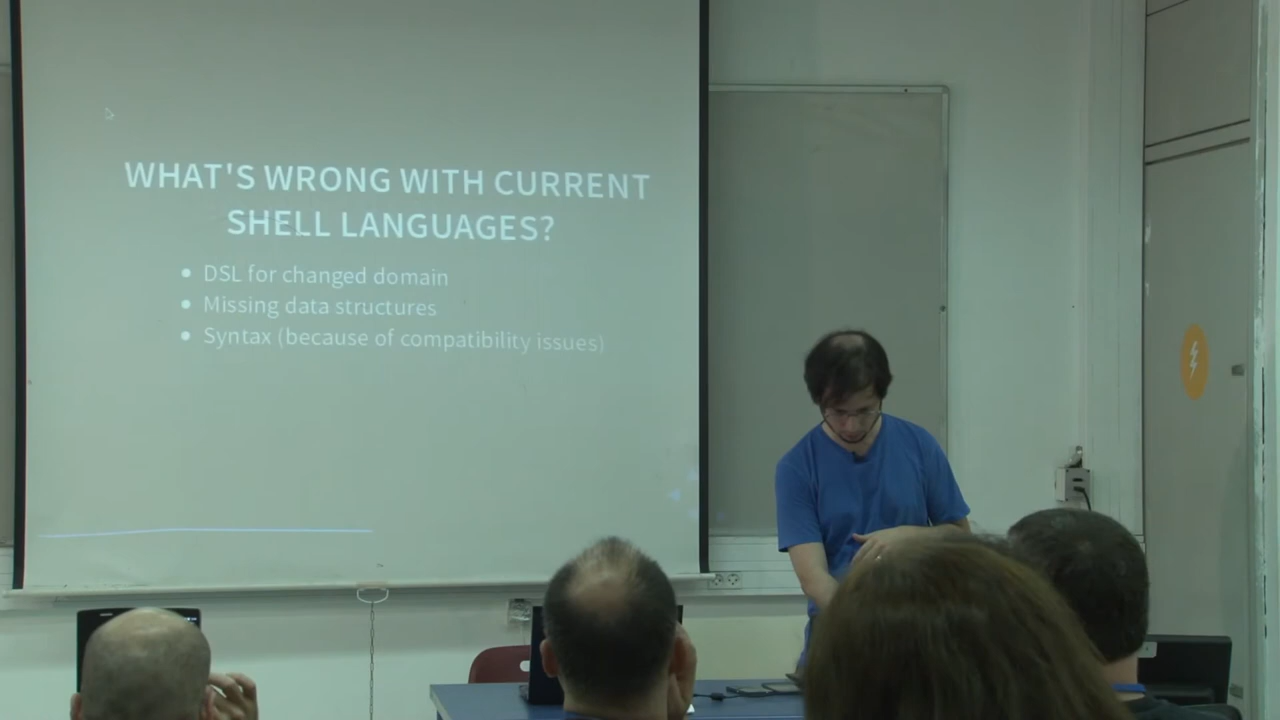 WHAT'S WRONG WITH CURRENT
SHELL LANGUAGES?
DSL for changed domain
Missing data structures
Syntax (because of compatibility issues)